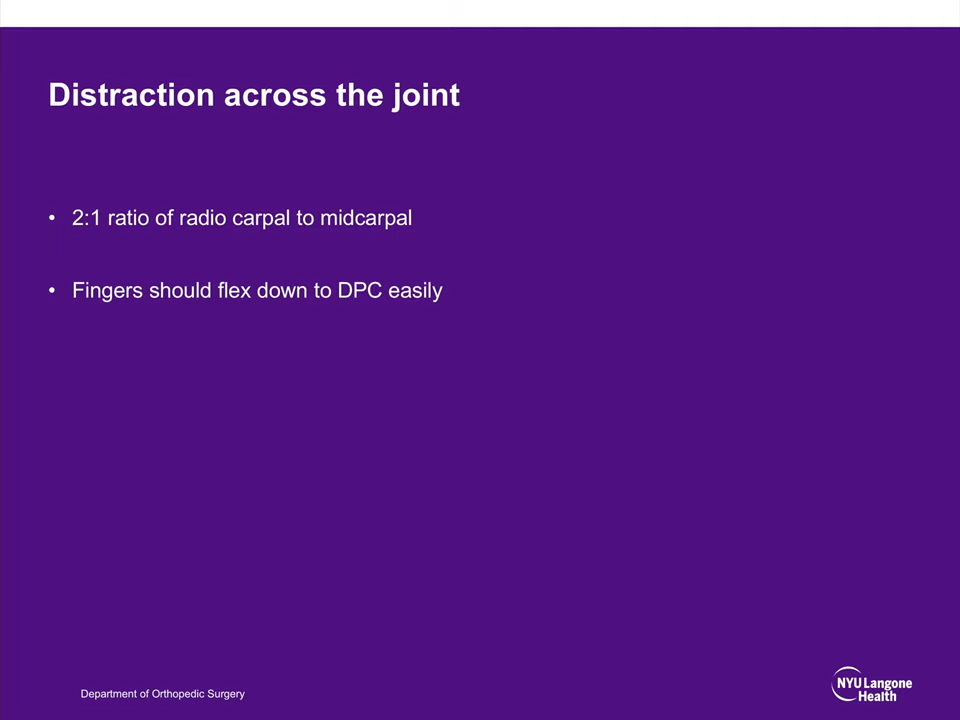 Distraction across the joint
• 2:1 ratio of radio carpal to midcarpal
• Fingers should flex down to DPC easily
Department of Orthopedic Surgery
NYU Langone
Health